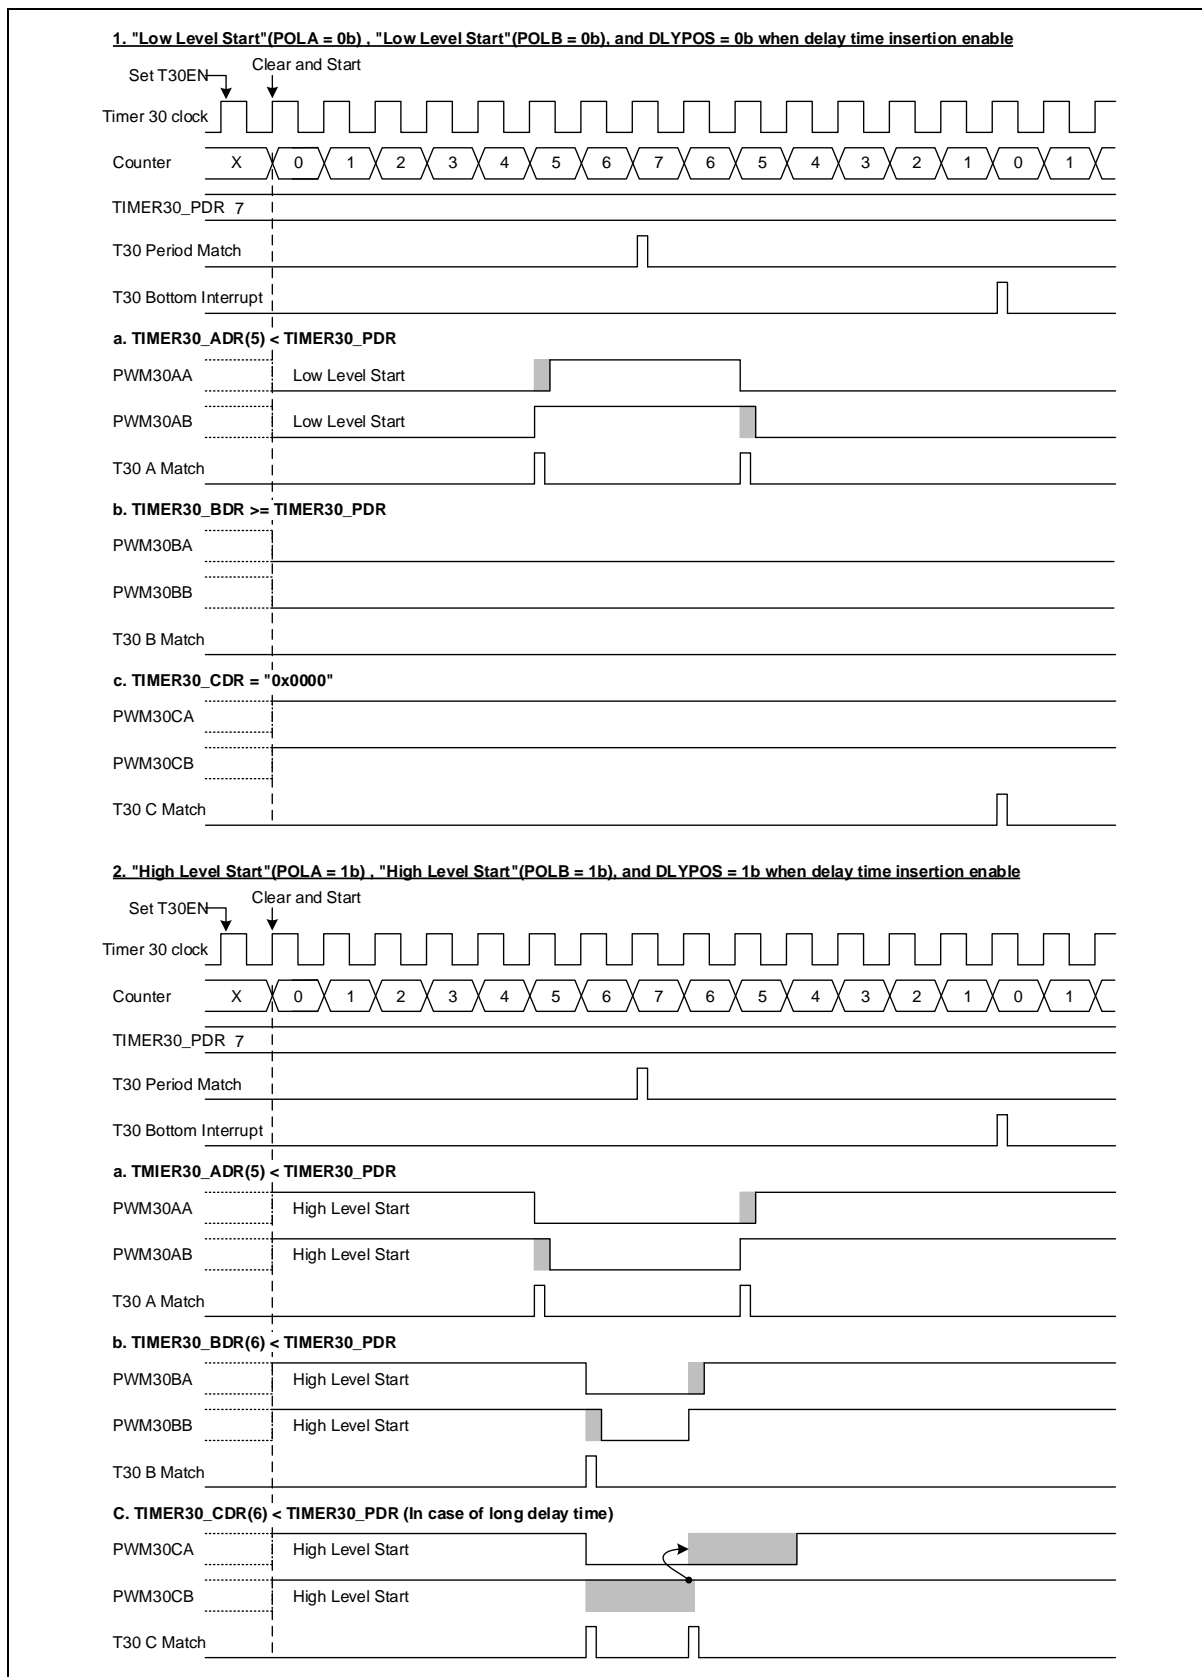 1. "Low Level Start"(POLA = 0b) , "Low Level Start"(POLB = 0b), and DLYPOS = 0b when delay time insertion enable
Set T30EN
Clear and Start
Timer 30 clock
Counter X 0 1 2 3 4 5 6 7 6 5 4 3 2 1 0 1
TIMER30_PDR 7
T30 Period Match
T30 Bottom Interrupt
a. TIMER30_ADR(5) < TIMER30_PDR
PWM30AA Low Level Start
PWM30AB Low Level Start
T30 A Match
b. TIMER30_BDR >= TIMER30_PDR
PWM30BA
PWM30BB
T30 B Match
c. TIMER30_CDR = "0x0000"
PWM30CA
PWM30CB
T30 C Match
2. "High Level Start"(POLA = 1b) , "High Level Start"(POLB = 1b), and DLYPOS = 1b when delay time insertion enable
Set T30EN
Clear and Start
Timer 30 clock
Counter X 0 1 2 3 4 5 6 7 6 5 4 3 2 1 0 1
TIMER30_PDR 7
T30 Period Match
T30 Bottom Interrupt
a. TMIER30_ADR(5) < TIMER30_PDR
PWM30AA High Level Start
PWM30AB High Level Start
T30 A Match
b. TIMER30_BDR(6) < TIMER30_PDR
PWM30BA High Level Start
PWM30BB High Level Start
T30 B Match
C. TIMER30_CDR(6) < TIMER30_PDR (In case of long delay time)
PWM30CA High Level Start
PWM30CB High Level Start
T30 C Match